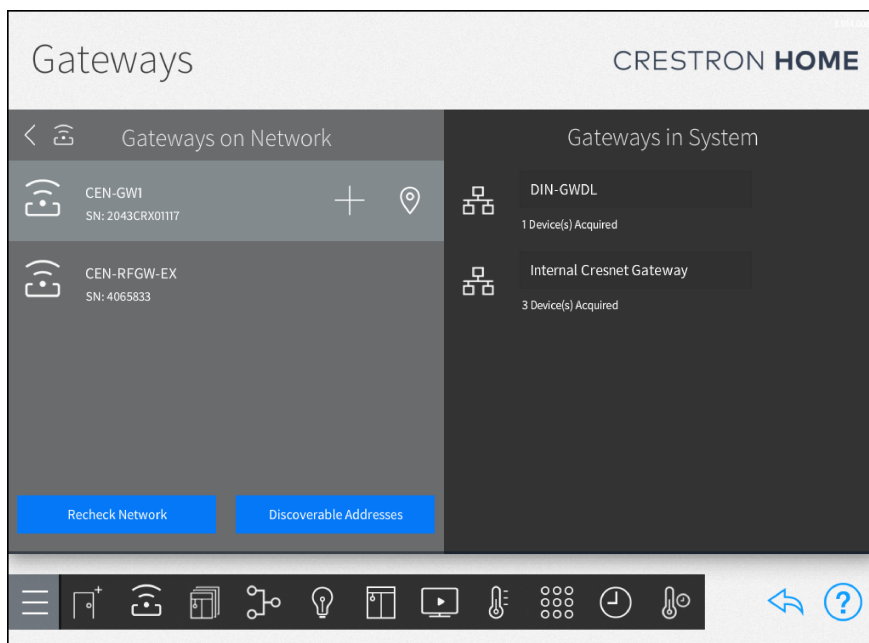 Gateways
CRESTRON HOME
Gateways on Network
Gateways in System
CEN-GW1
SN: 2043CRX01117
DIN-GWDL
1 Device(s) Acquired
CEN-RFGW-EX
SN: 4065833
Internal Cresnet Gateway
3 Device(s) Acquired
Recheck Network
Discoverable Addresses
?